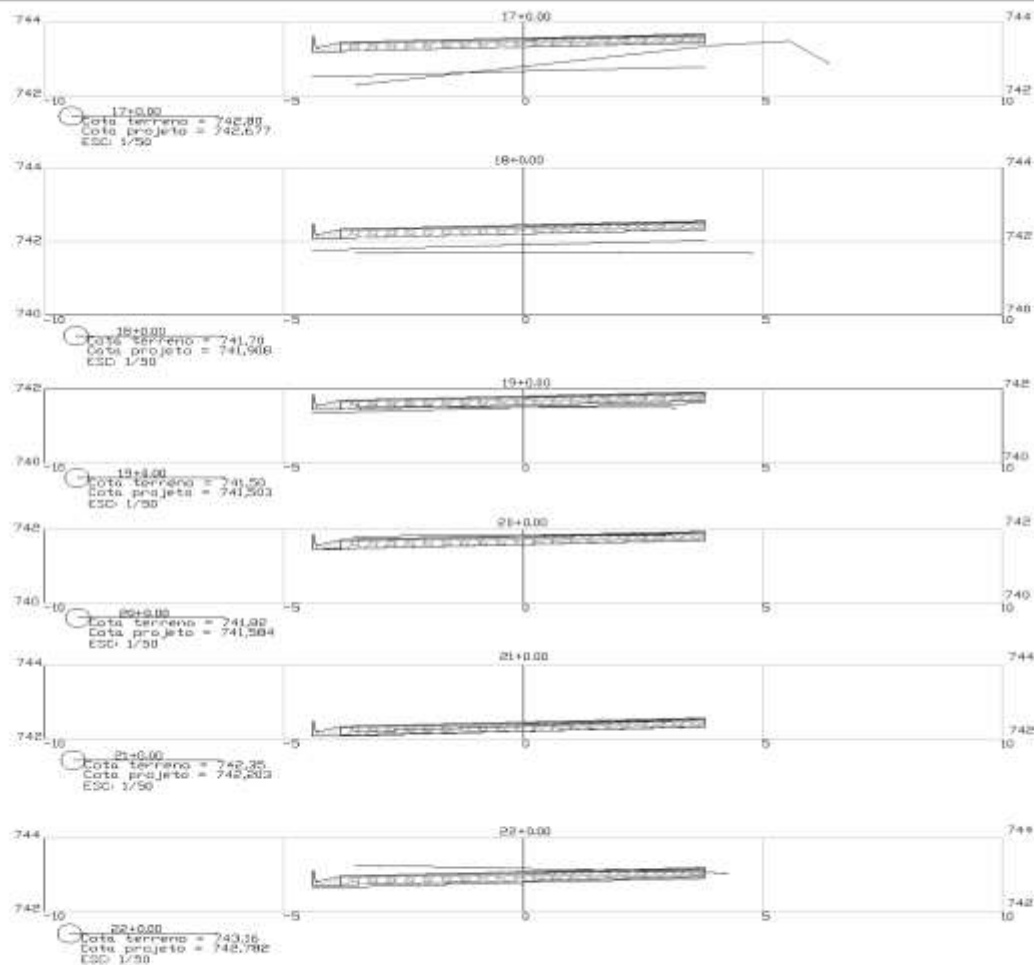 17+0.00
744 744
742 742
-10 -5 0 5 10
17+0.00
Cota terreno = 742,80
Cota projeto = 742,677
ESC: 1/50
18+0.00
744 744
742 742
740 740
-10 -5 0 5 10
18+0.00
Cota terreno = 741,70
Cota projeto = 741,908
ESC: 1/50
19+0.00
742 742
740 740
-10 -5 0 5 10
19+0.00
Cota terreno = 741,50
Cota projeto = 741,503
ESC: 1/50
742 742
740 740
-10 -5 0 5 10
20+0.00
Cota terreno = 741,82
Cota projeto = 741,584
ESC: 1/50
21+0.00
744 744
742 742
-10 -5 0 5 10
21+0.00
Cota terreno = 742,35
Cota projeto = 742,203
ESC: 1/50
22+0.00
744 744
742 742
-10 -5 0 5 10
22+0.00
Cota terreno = 743,16
Cota projeto = 742,782
ESC: 1/50